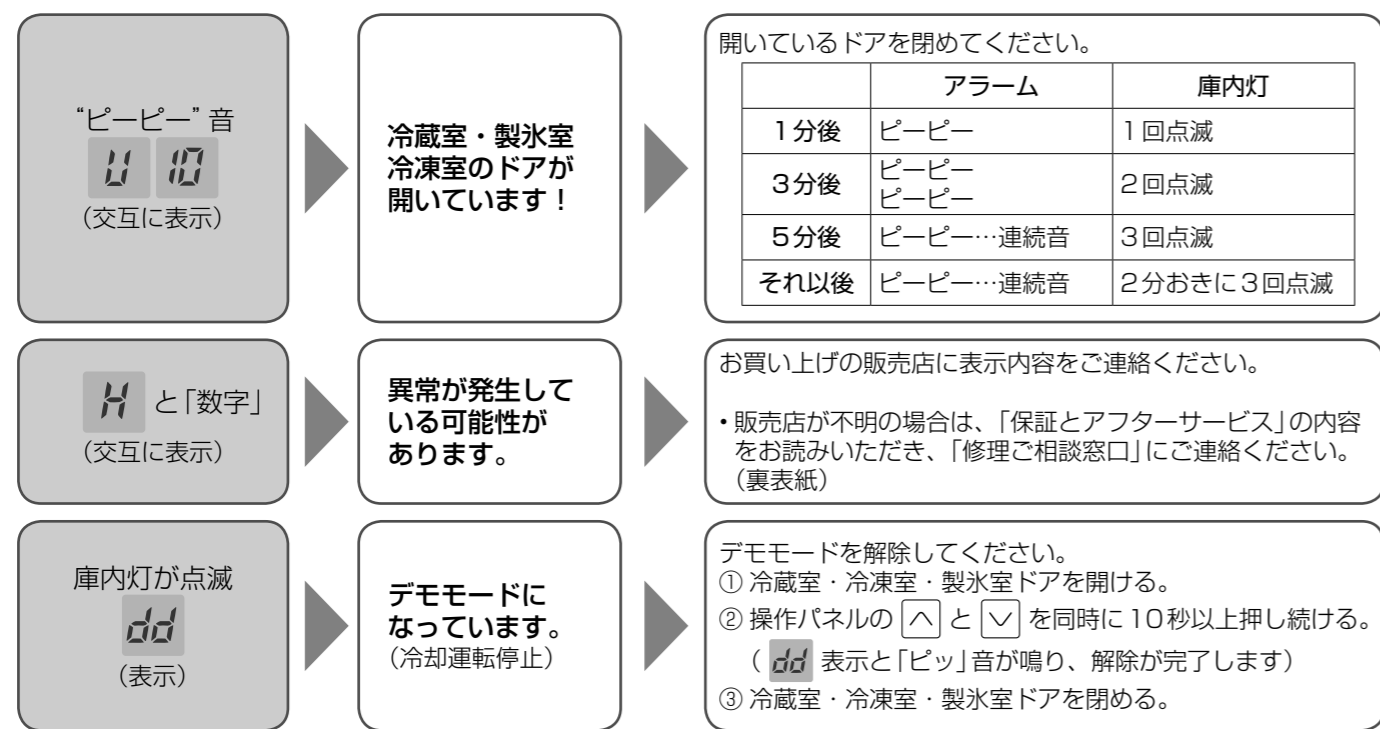 “ピーピー” 音
U 10
（交互に表示）
冷蔵室・製氷室
冷凍室のドアが
開いています！
開いているドアを閉めてください。
アラーム 庫内灯
1分後 ピーピー 1回点滅
3分後 ピーピー
ピーピー 2回点滅
5分後 ピーピー…連続音 3回点滅
それ以後 ピーピー…連続音 2分おきに3回点滅
H と「数字」
（交互に表示）
異常が発生して
いる可能性が
あります。
お買い上げの販売店に表示内容をご連絡ください。
・販売店が不明の場合は、「保証とアフターサービス」の内容
をお読みいただき、「修理ご相談窓口」にご連絡ください。
（裏表紙）
庫内灯が点滅
dd
（表示）
デモモードに
なっています。
（冷却運転停止）
デモモードを解除してください。
① 冷蔵室・冷凍室・製氷室ドアを開ける。
② 操作パネルの ︿ と ﹀ を同時に10秒以上押し続ける。
（ dd 表示と「ピッ」音が鳴り、解除が完了します）
③ 冷蔵室・冷凍室・製氷室ドアを閉める。